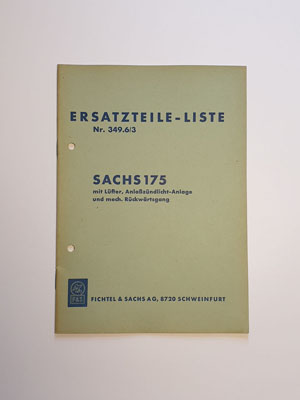 ERSATZTEILE-LISTE
Nr. 349.6/3
SACHS 175
mit Lüfter, Anlaßzündlicht-Anlage
und mech. Rückwärtsgang
F&S
FICHTEL & SACHS AG, 8720 SCHWEINFURT